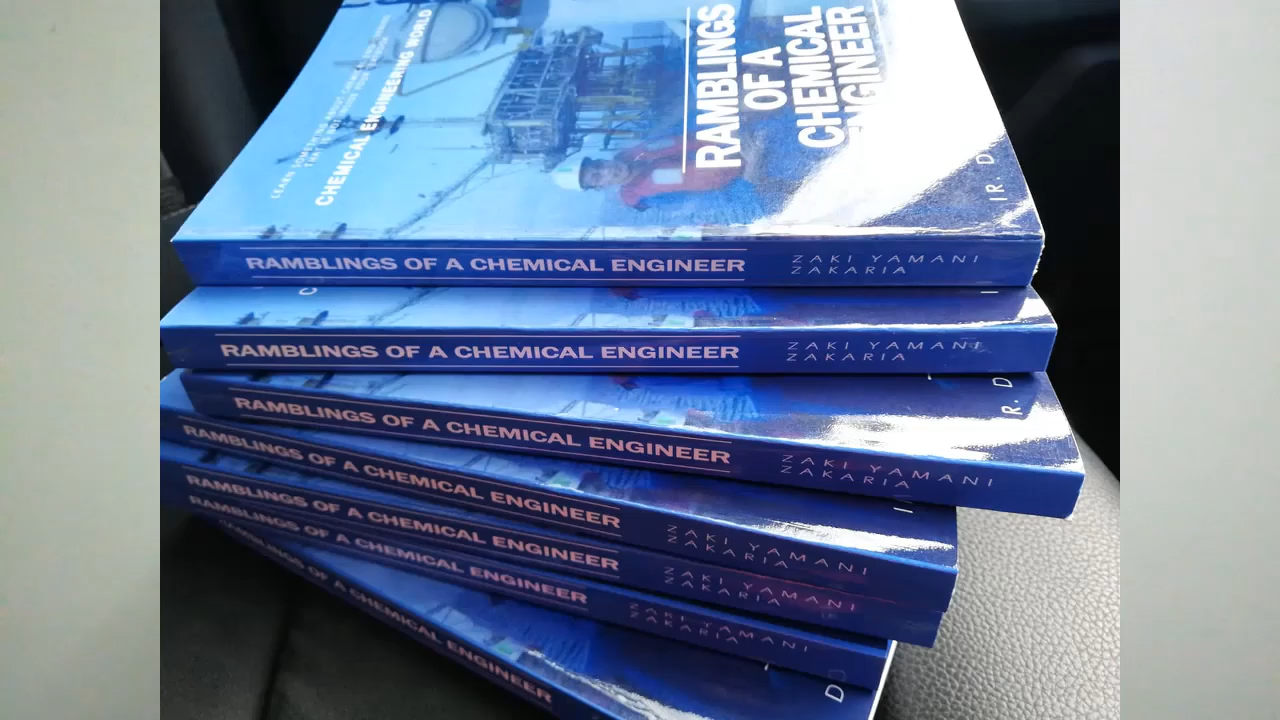 RAMBLINGS
OF A
CHEMICAL
ENGINEER
IR. D
CHEMICAL ENGINEERING WORLD
RAMBLINGS OF A CHEMICAL ENGINEER
ZAKI YAMANI
ZAKARIA
RAMBLINGS OF A CHEMICAL ENGINEER
ZAKI YAMANI
ZAKARIA
R. D
RAMBLINGS OF A CHEMICAL ENGINEER
ZAKI YAMANI
ZAKARIA
RAMBLINGS OF A CHEMICAL ENGINEER
ZAKI YAMANI
ZAKARIA
RAMBLINGS OF A CHEMICAL ENGINEER
ZAKI YAMANI
ZAKARIA
RAMBLINGS OF A CHEMICAL ENGINEER
ZAKI YAMANI
ZAKARIA
D
OF A CHEMICAL ENGINEER